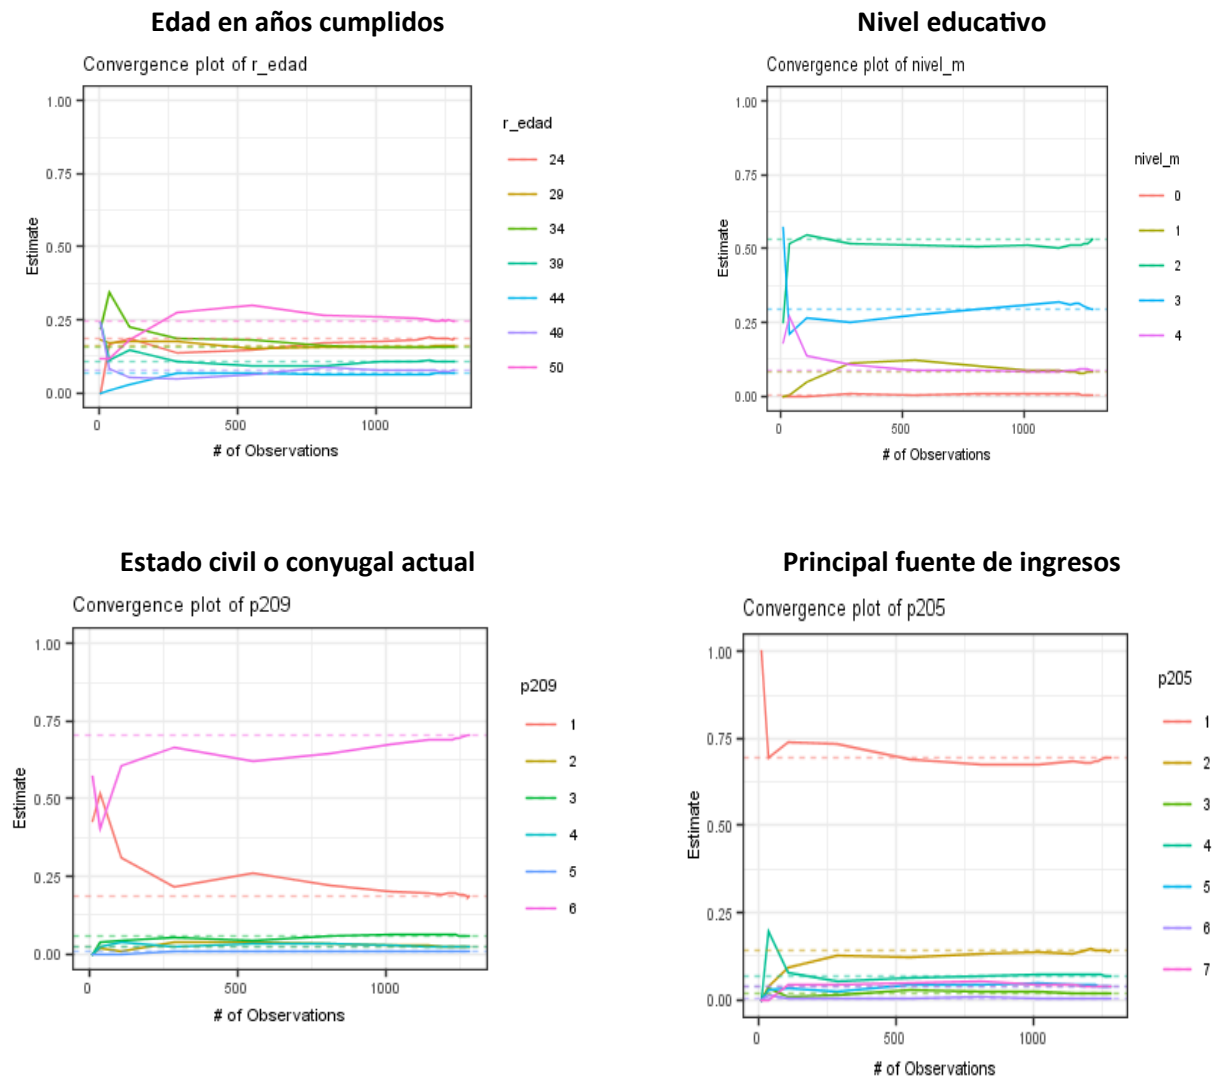 Edad en años cumplidos
Convergence plot of r_edad
1.00
0.75
0.50
0.25
0.00
Estimate
0
500
1000
# of Observations
r_edad
24
29
34
39
44
49
50
Nivel educativo
Convergence plot of nivel_m
1.00
0.75
0.50
0.25
0.00
Estimate
0
500
1000
# of Observations
nivel_m
0
1
2
3
4
Estado civil o conyugal actual
Convergence plot of p209
1.00
0.75
0.50
0.25
0.00
Estimate
0
500
1000
# of Observations
p209
1
2
3
4
5
6
Principal fuente de ingresos
Convergence plot of p205
1.00
0.75
0.50
0.25
0.00
Estimate
0
500
1000
# of Observations
p205
1
2
3
4
5
6
7